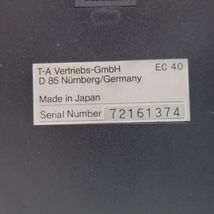 T-A Vertriebs-GmbH EC 40
D 85 Nürnberg/Germany
Made in Japan
Serial Number 72161374